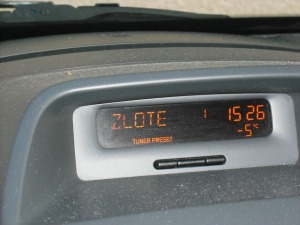 ZLOTE 1 15 26
-5°C
TUNER PRESET